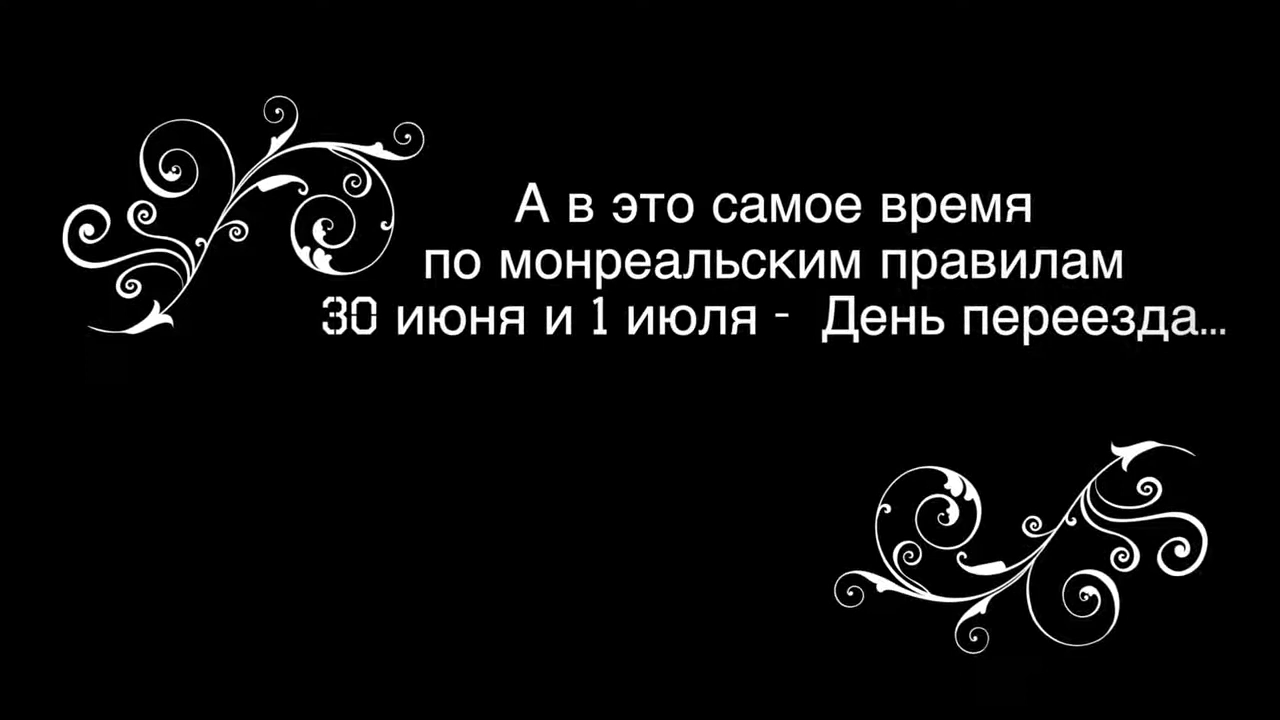 А в это самое время
по монреальским правилам
30 июня и 1 июля - День переезда...